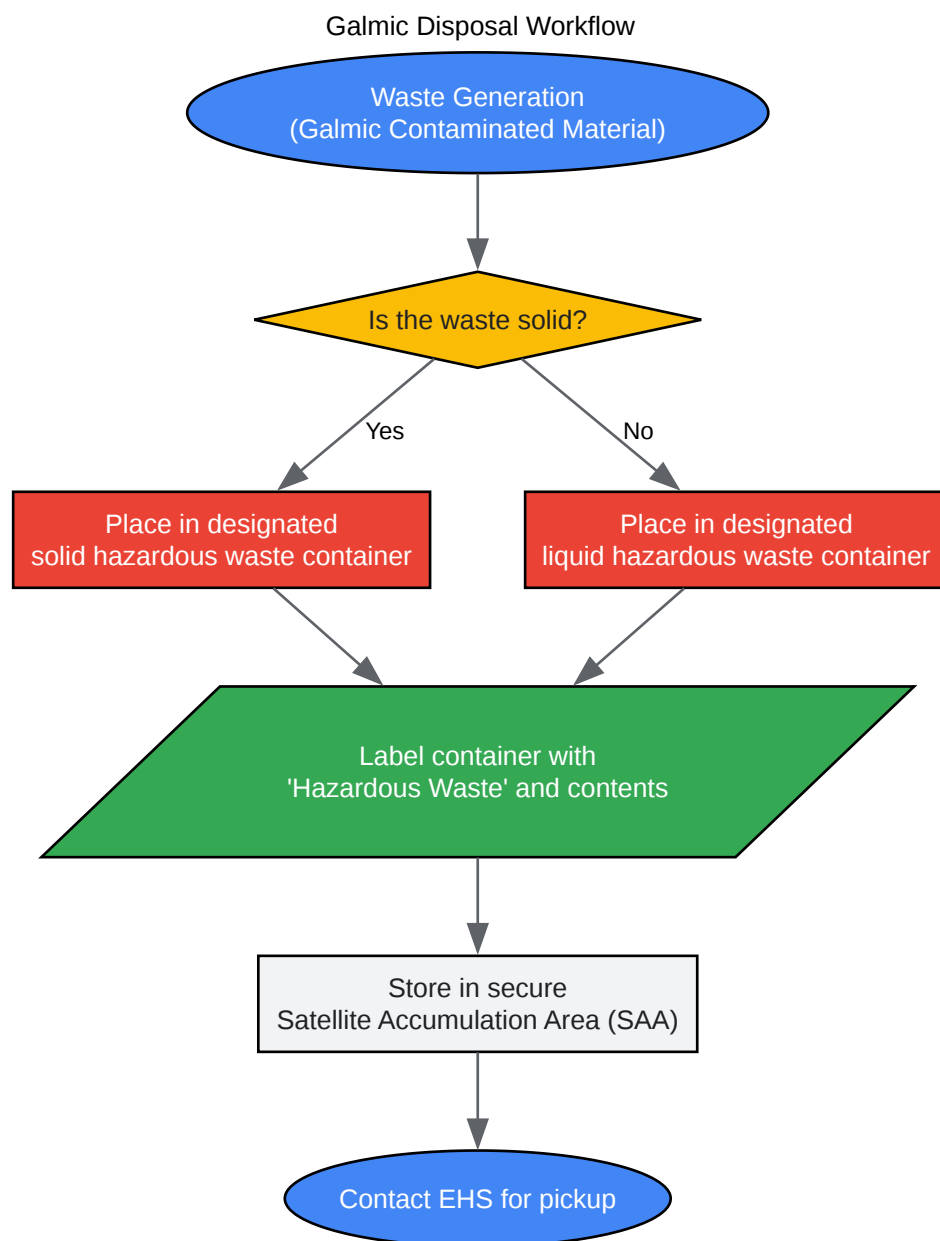 Galmic Disposal Workflow
Waste Generation
(Galmic Contaminated Material)
Is the waste solid?
Yes
No
Place in designated
solid hazardous waste container
Place in designated
liquid hazardous waste container
Label container with
'Hazardous Waste' and contents
Store in secure
Satellite Accumulation Area (SAA)
Contact EHS for pickup